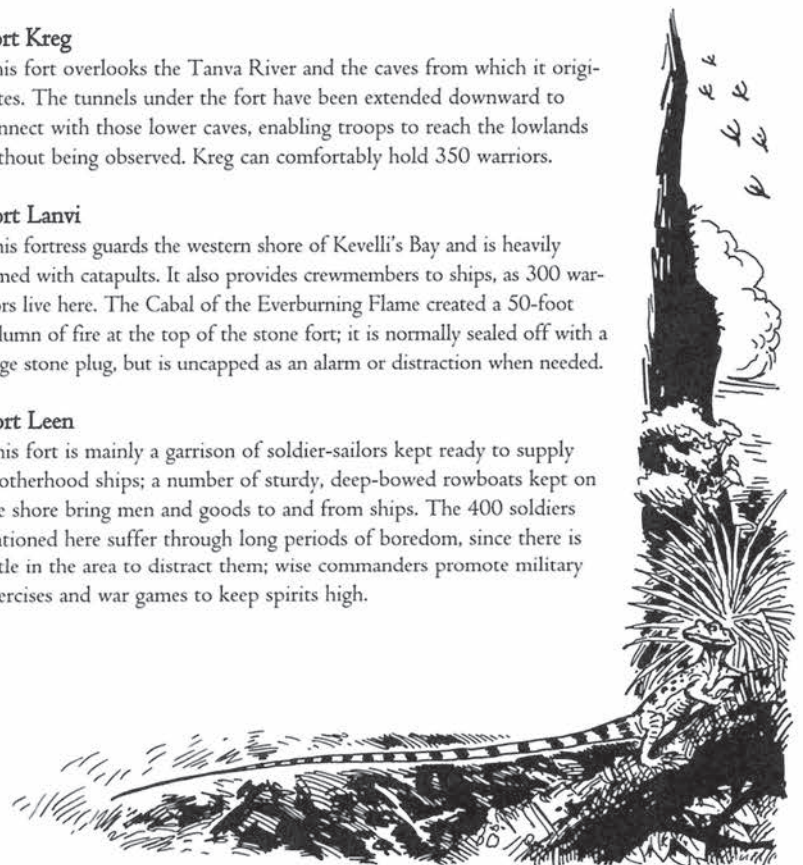 ort Kreg
his fort overlooks the Tanva River and the caves from which it origi-
tes. The tunnels under the fort have been extended downward to
nnect with those lower caves, enabling troops to reach the lowlands
thout being observed. Kreg can comfortably hold 350 warriors.
ort Lanvi
his fortress guards the western shore of Kevelli's Bay and is heavily
med with catapults. It also provides crewmembers to ships, as 300 war-
ors live here. The Cabal of the Everburning Flame created a 50-foot
lumn of fire at the top of the stone fort; it is normally sealed off with a
ge stone plug, but is uncapped as an alarm or distraction when needed.
ort Leen
his fort is mainly a garrison of soldier-sailors kept ready to supply
otherhood ships; a number of sturdy, deep-bowed rowboats kept on
e shore bring men and goods to and from ships. The 400 soldiers
ationed here suffer through long periods of boredom, since there is
tle in the area to distract them; wise commanders promote military
ercises and war games to keep spirits high.